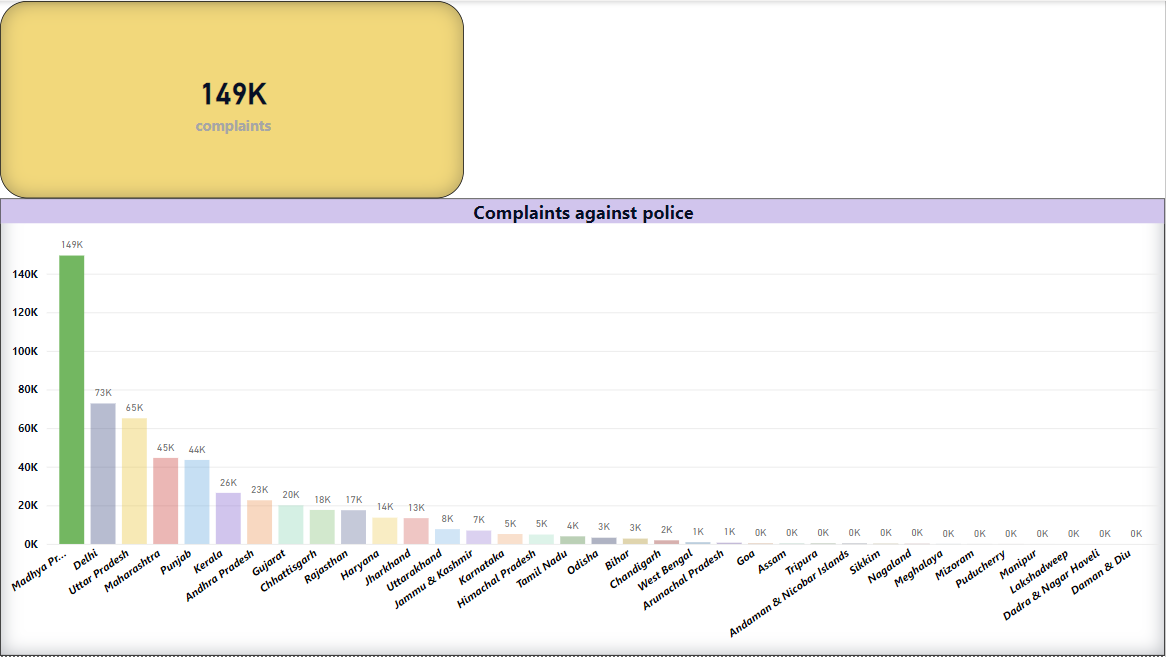 149K
complaints
Complaints against police
140K
120K
100K
80K
60K
40K
20K
0K
149K
73K
65K
45K
44K
26K
23K
20K
18K
17K
14K
13K
8K
7K
5K
5K
4K
3K
3K
2K
1K
1K
0K
0K
0K
0K
0K
0K
0K
0K
0K
0K
0K
0K
0K
Madhya Pr...
Delhi
Uttar Pradesh
Maharashtra
Punjab
Kerala
Andhra Pradesh
Gujarat
Chhattisgarh
Rajasthan
Haryana
Jharkhand
Uttarakhand
Jammu & Kashmir
Karnataka
Himachal Pradesh
Tamil Nadu
Odisha
Bihar
Chandigarh
West Bengal
Arunachal Pradesh
Goa
Assam
Tripura
Andaman & Nicobar Islands
Sikkim
Nagaland
Meghalaya
Mizoram
Puducherry
Manipur
Lakshadweep
Dadra & Nagar Haveli
Daman & Diu